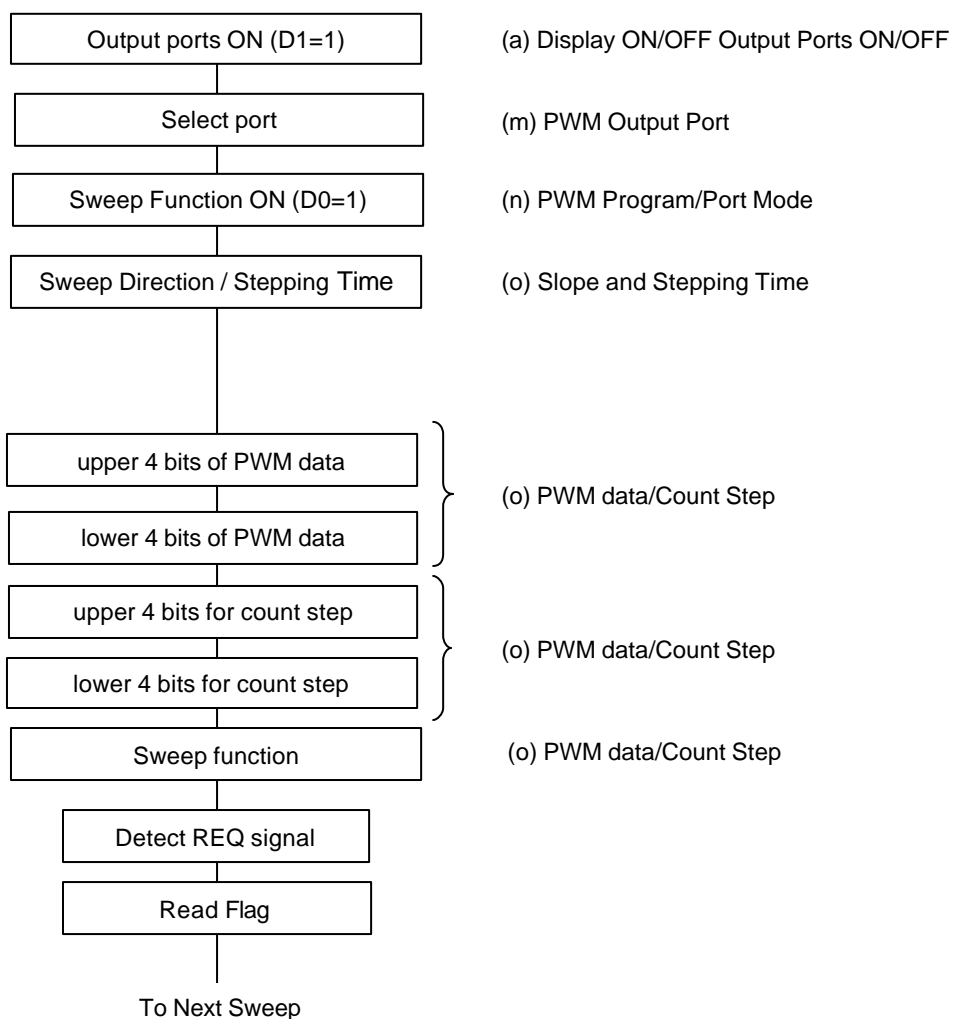 Output ports ON (D1=1)
(a) Display ON/OFF Output Ports ON/OFF
Select port
(m) PWM Output Port
Sweep Function ON (D0=1)
(n) PWM Program/Port Mode
Sweep Direction / Stepping Time
(o) Slope and Stepping Time
upper 4 bits of PWM data
(o) PWM data/Count Step
lower 4 bits of PWM data
upper 4 bits for count step
(o) PWM data/Count Step
lower 4 bits for count step
Sweep function
(o) PWM data/Count Step
Detect REQ signal
Read Flag
To Next Sweep